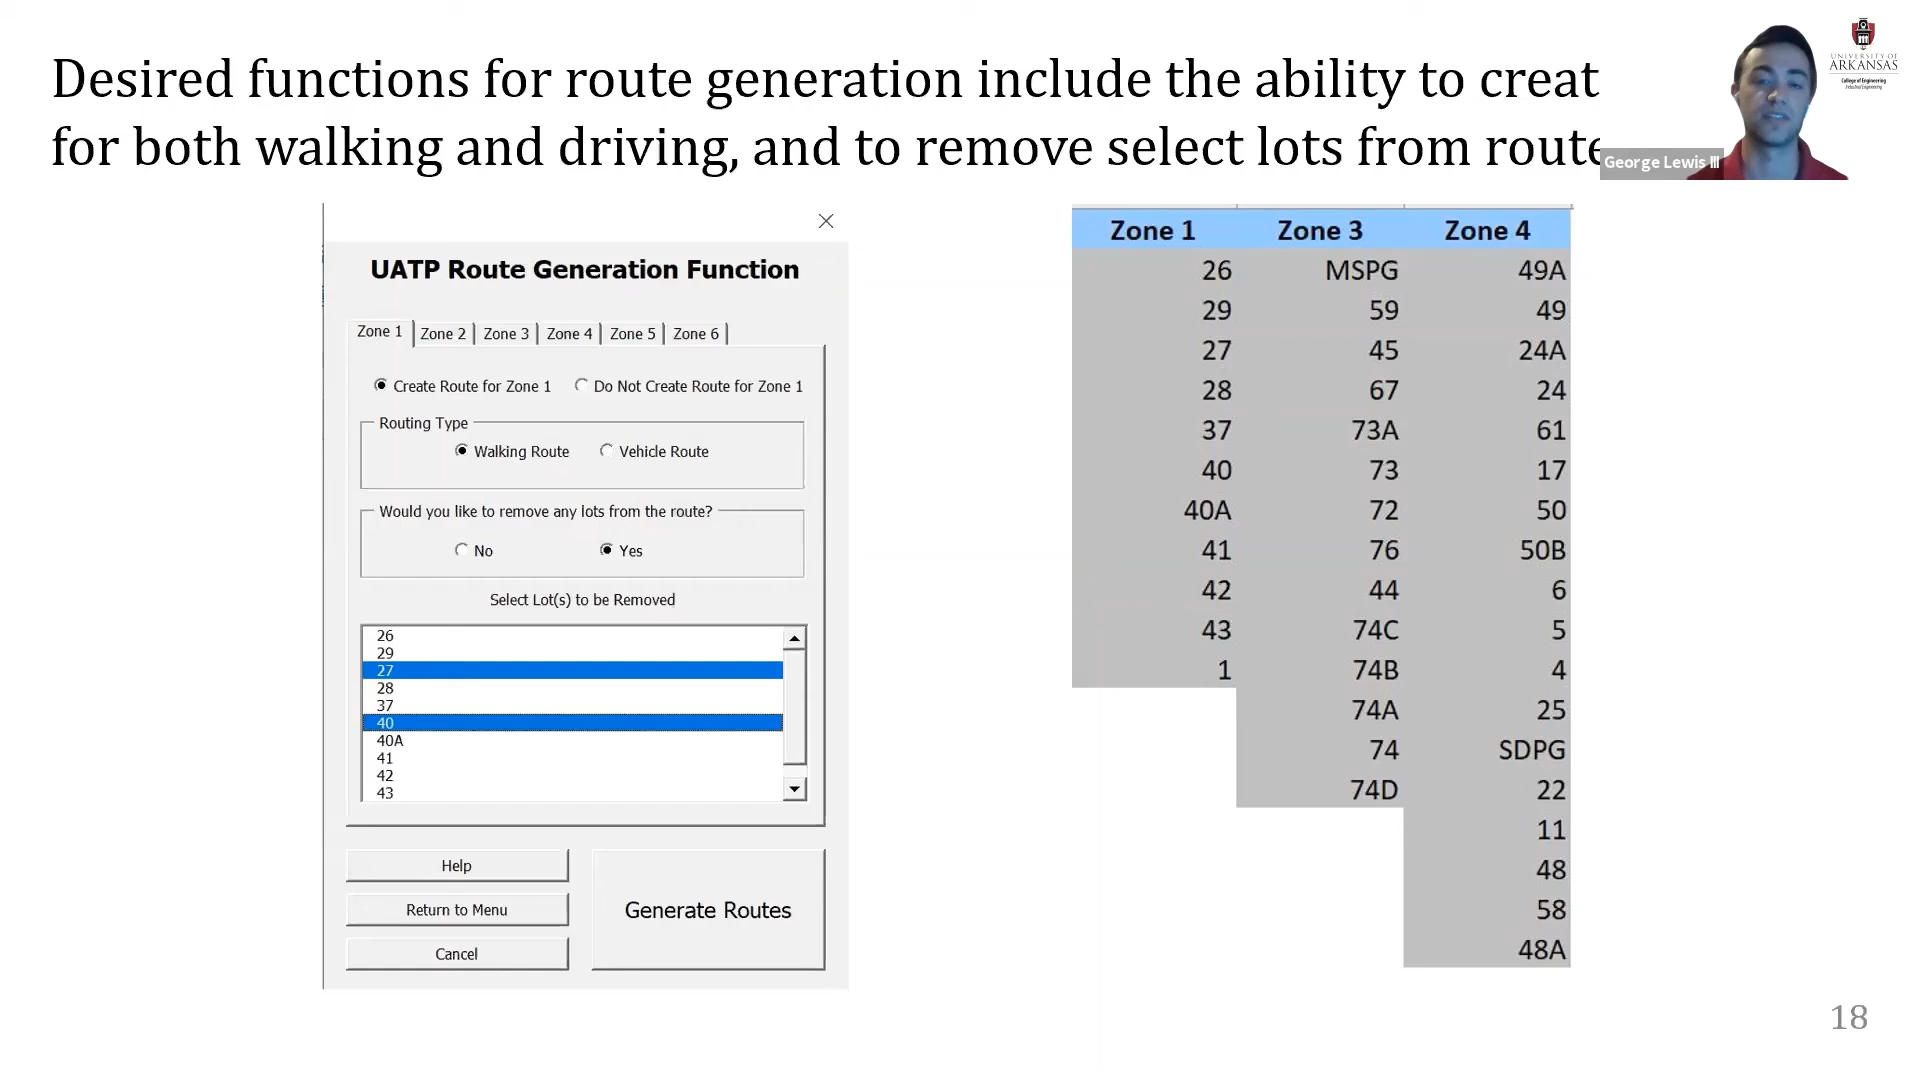 Desired functions for route generation include the ability to creat
for both walking and driving, and to remove select lots from route
George Lewis III
UNIVERSITY OF
ARKANSAS
College of Engineering
Industrial Engineering
UATP Route Generation Function
Zone 1 Zone 2 Zone 3 Zone 4 Zone 5 Zone 6
Create Route for Zone 1 Do Not Create Route for Zone 1
Routing Type
Walking Route Vehicle Route
Would you like to remove any lots from the route?
No Yes
Select Lot(s) to be Removed
26
29
27
28
37
40
40A
41
42
43
Help
Return to Menu
Cancel
Generate Routes
Zone 1 Zone 3 Zone 4
26 MSPG 49A
29 59 49
27 45 24A
28 67 24
37 73A 61
40 73 17
40A 72 50
41 76 50B
42 44 6
43 74C 5
1 74B 4
74A 25
74 SDPG
74D 22
11
48
58
48A
18